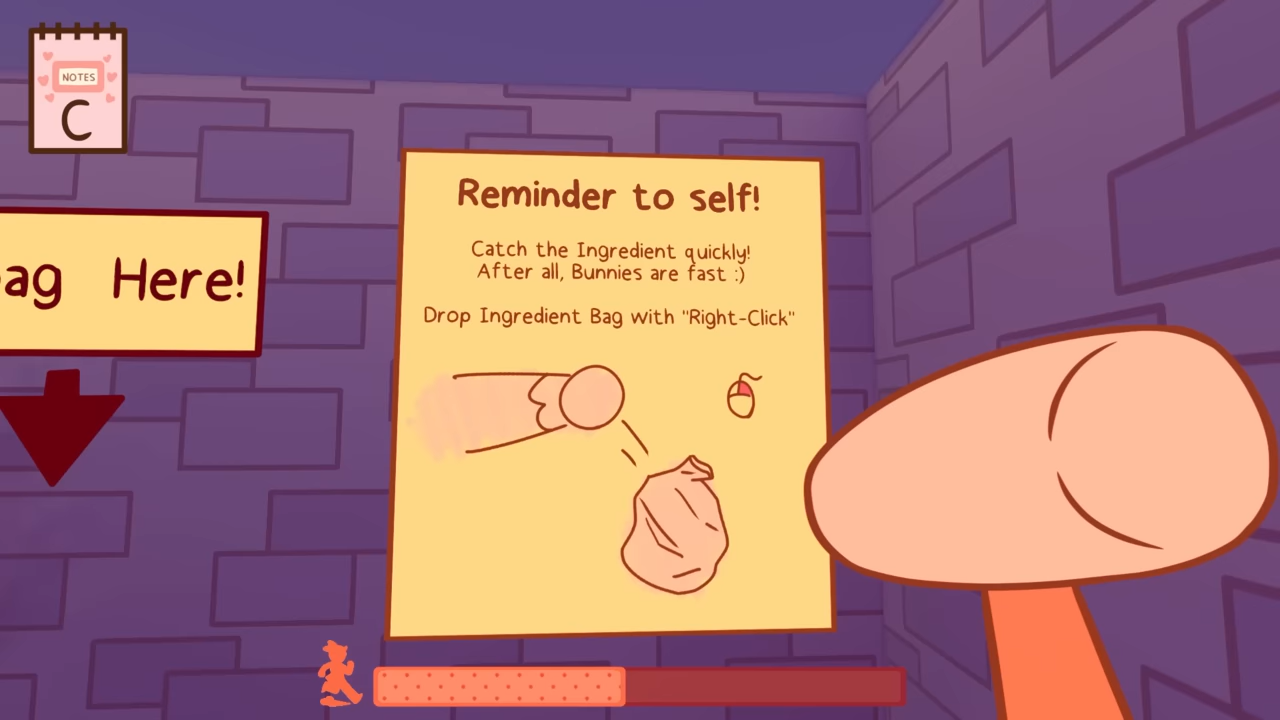 NOTES
C
Here!
Reminder to self!
Catch the Ingredient quickly!
After all, Bunnies are fast :)
Drop Ingredient Bag with "Right-Click"